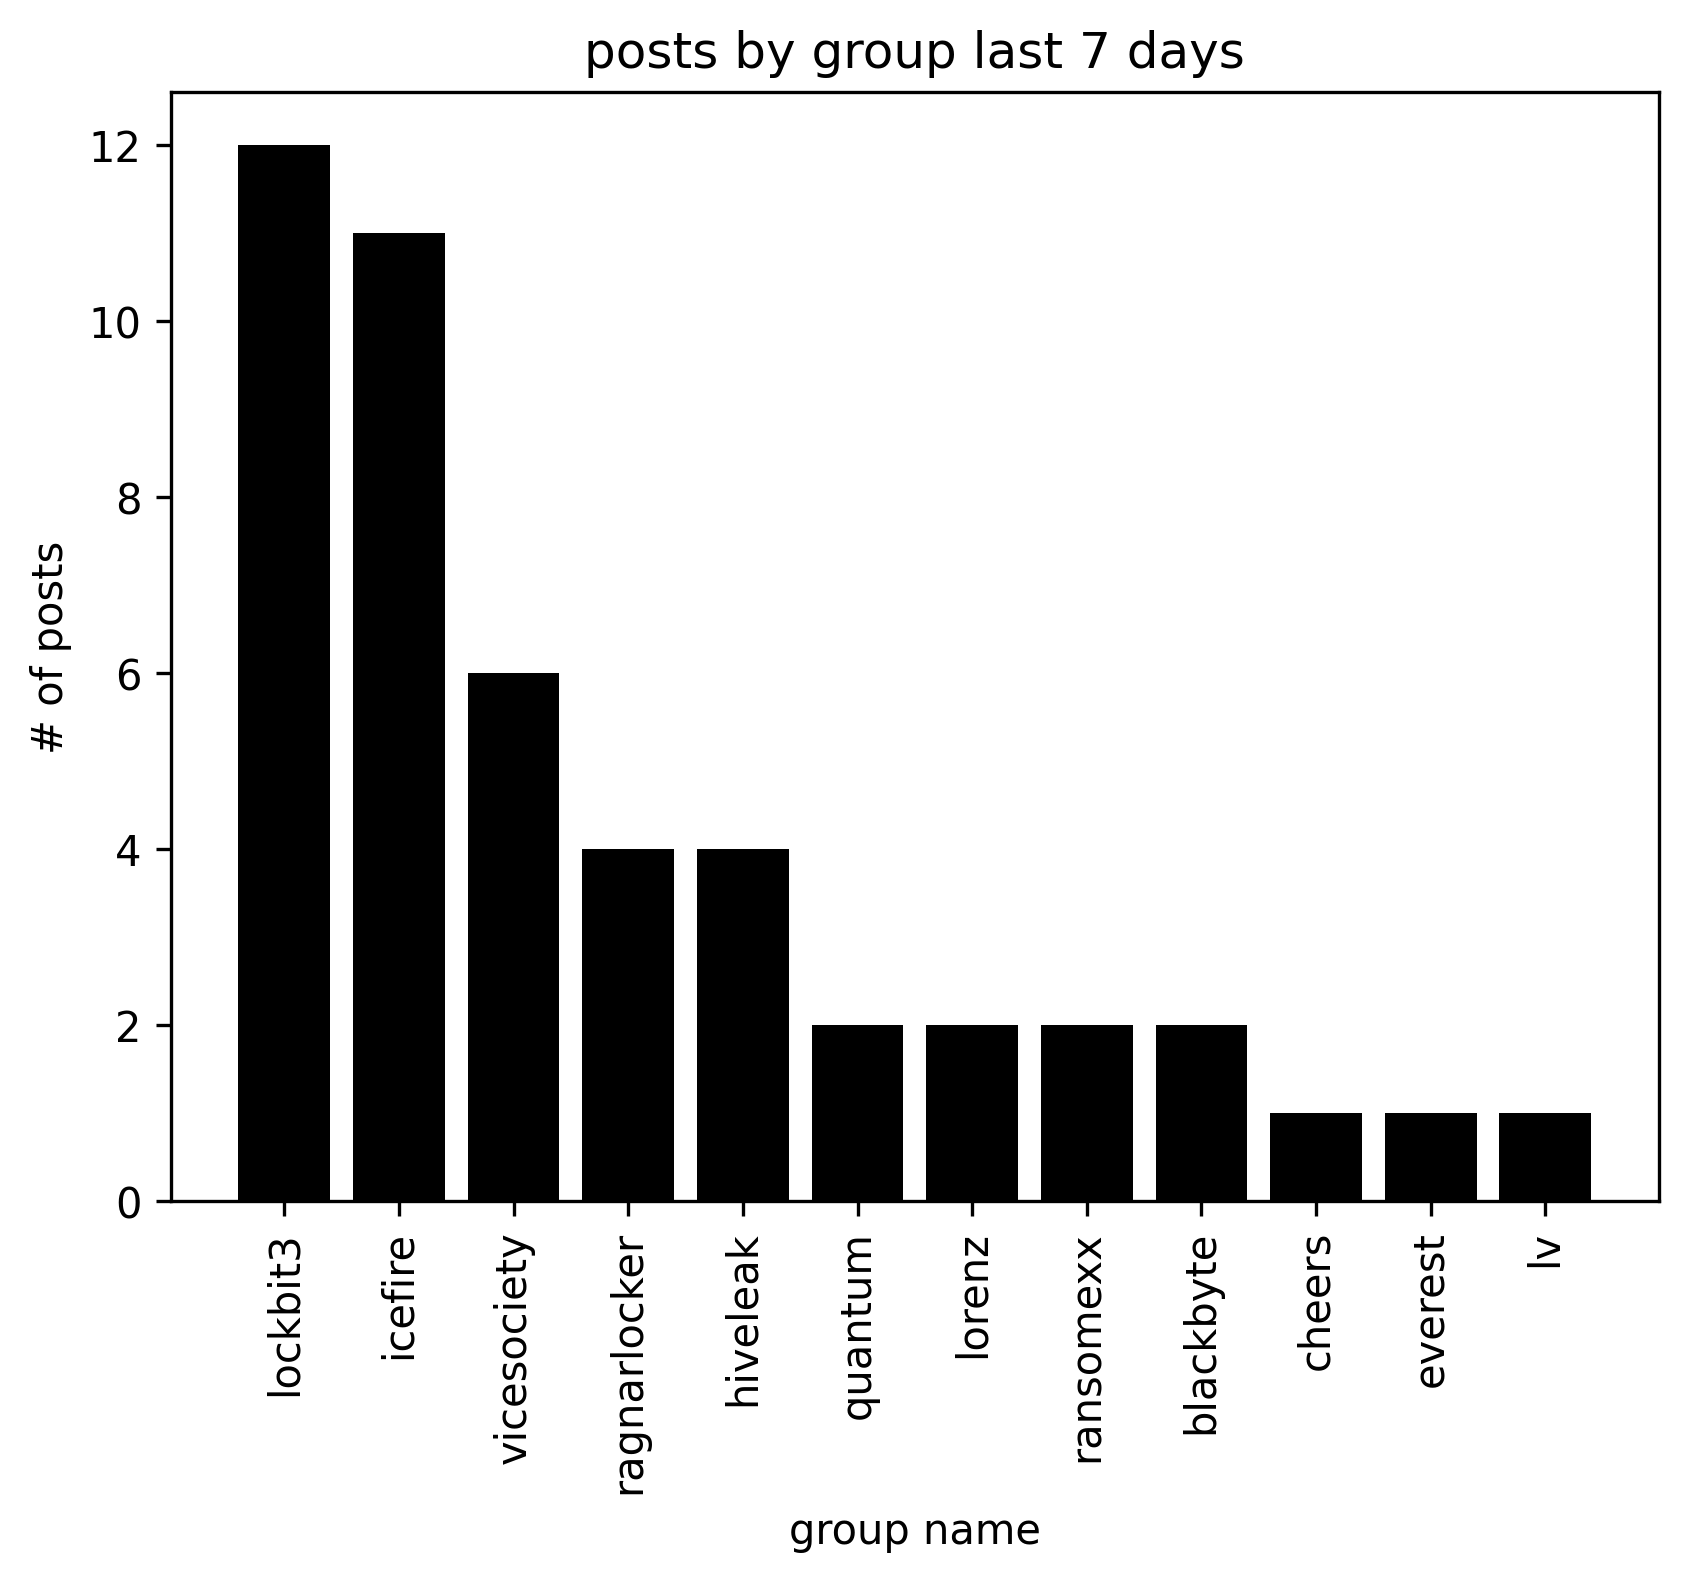 posts by group last 7 days
12
10
8
6
4
2
0
# of posts
lockbit3
icefire
vicesociety
ragnarlocker
hiveleak
quantum
lorenz
ransomexx
blackbyte
cheers
everest
lv
group name